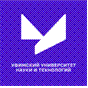 УФИМСКИЙ УНИВЕРСИТЕТ
НАУКИ И ТЕХНОЛОГИЙ